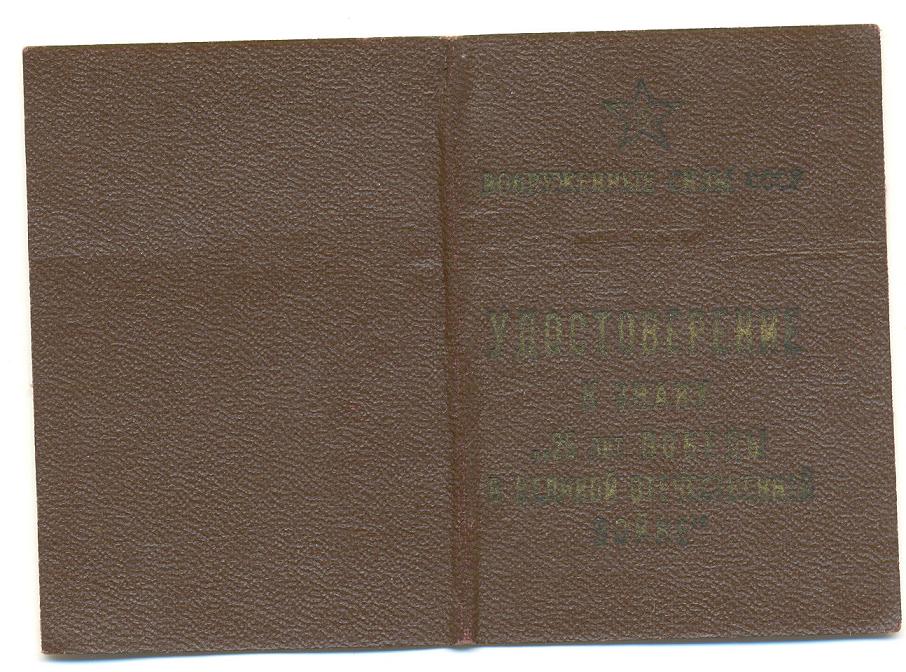 ВООРУЖЕННЫЕ СИЛЫ СССР
УДОСТОВЕРЕНИЕ
К ЗНАКУ
„25 лет ПОБЕДЫ
В ВЕЛИКОЙ ОТЕЧЕСТВЕННОЙ
ВОЙНЕ"